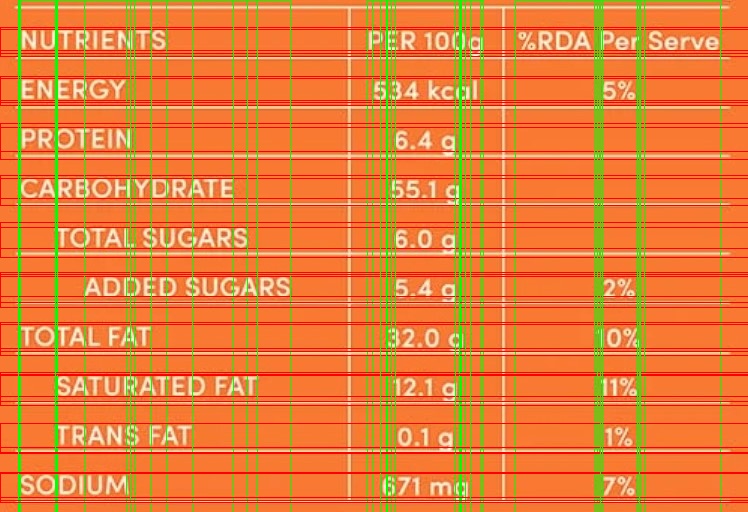 NUTRIENTS PER 100g %RDA Per Serve
ENERGY 534 kcal 5%
PROTEIN 6.4 g
CARBOHYDRATE 55.1 g
TOTAL SUGARS 6.0 g
ADDED SUGARS 5.4 g 2%
TOTAL FAT 32.0 g 10%
SATURATED FAT 12.1 g 11%
TRANS FAT 0.1 g 1%
SODIUM 671 mg 7%